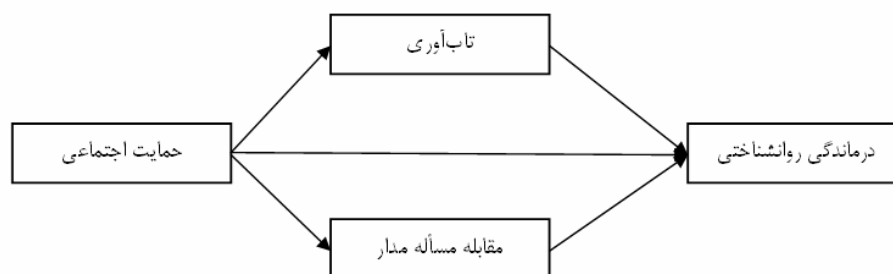 تاب‌آوری
حمایت اجتماعی
درماندگی روانشناختی
مقابله مسأله مدار